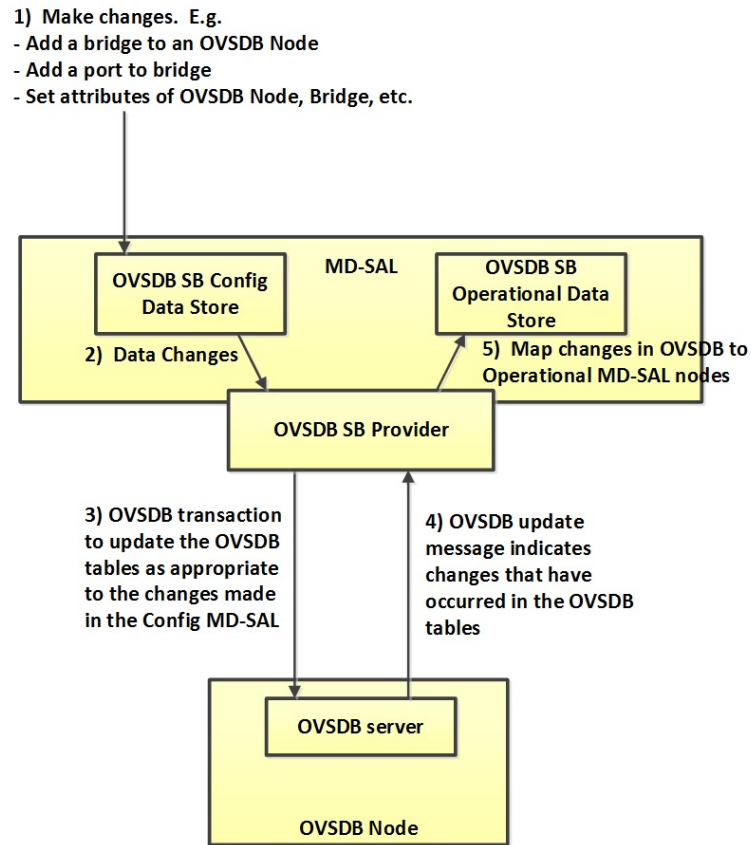 1) Make changes. E.g.
- Add a bridge to an OVSDB Node
- Add a port to bridge
- Set attributes of OVSDB Node, Bridge, etc.
MD-SAL
OVSDB SB Config
Data Store
OVSDB SB
Operational Data
Store
2) Data Changes
5) Map changes in OVSDB to
Operational MD-SAL nodes
OVSDB SB Provider
3) OVSDB transaction
to update the OVSDB
tables as appropriate
to the changes made
in the Config MD-SAL
4) OVSDB update
message indicates
changes that have
occurred in the OVSDB
tables
OVSDB server
OVSDB Node